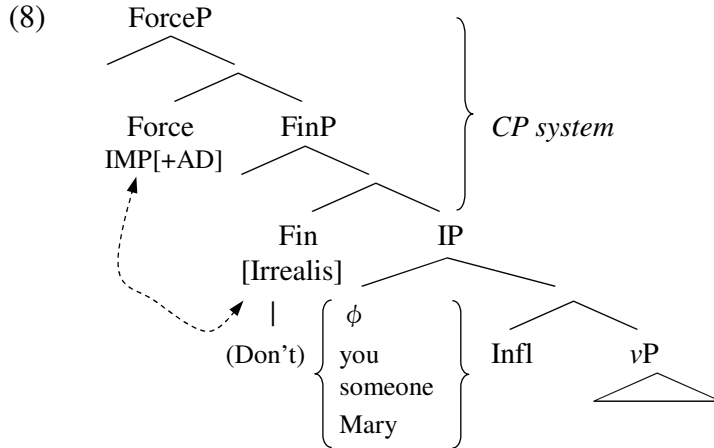 (8) ForceP
Force FinP CP system
IMP[+AD]
Fin IP
[Irrealis]
ϕ
(Don't) you Infl vP
someone
Mary